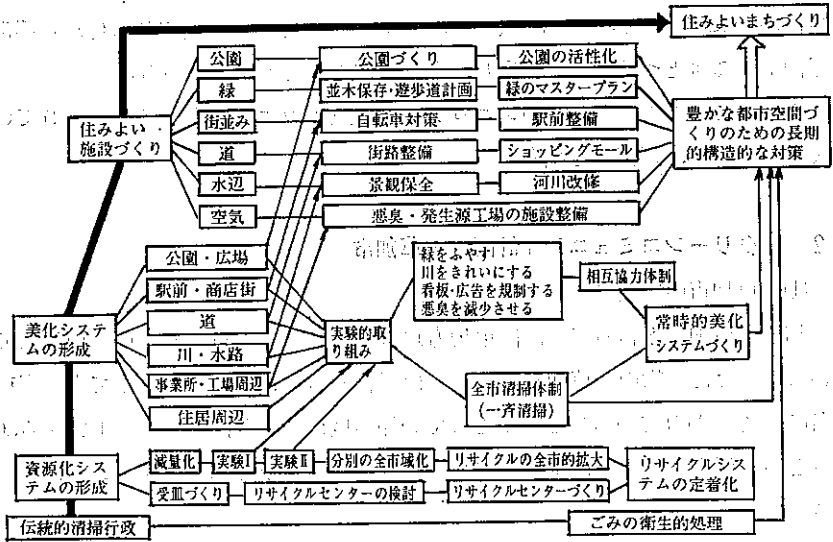 住みよいまちづくり
公園
公園づくり
公園の活性化
緑
並木保存・遊歩道計画
緑のマスタープラン
街並み
自転車対策
駅前整備
住みよい
施設づくり
豊かな都市空間づ
くりのための長期
的構造的な対策
道
街路整備
ショッピングモール
水辺
景観保全
河川改修
空気
悪臭・発生源工場の施設整備
公園・広場
駅前・商店街
道
川・水路
事業所・工場周辺
住居周辺
美化システ
ムの形成
実験的取
り組み
緑をふやす
川をきれいにする
看板・広告を規制する
悪臭を減少させる
相互協力体制
常時的美化
システムづくり
全市清掃体制
(一斉清掃)
資源化シス
テムの形成
減量化
実験Ⅰ
実験Ⅱ
分別の全市域化
リサイクルの全市的拡大
受皿づくり
リサイクルセンターの検討
リサイクルセンターづくり
リサイクルシス
テムの定着化
伝統的清掃行政
ごみの衛生的処理